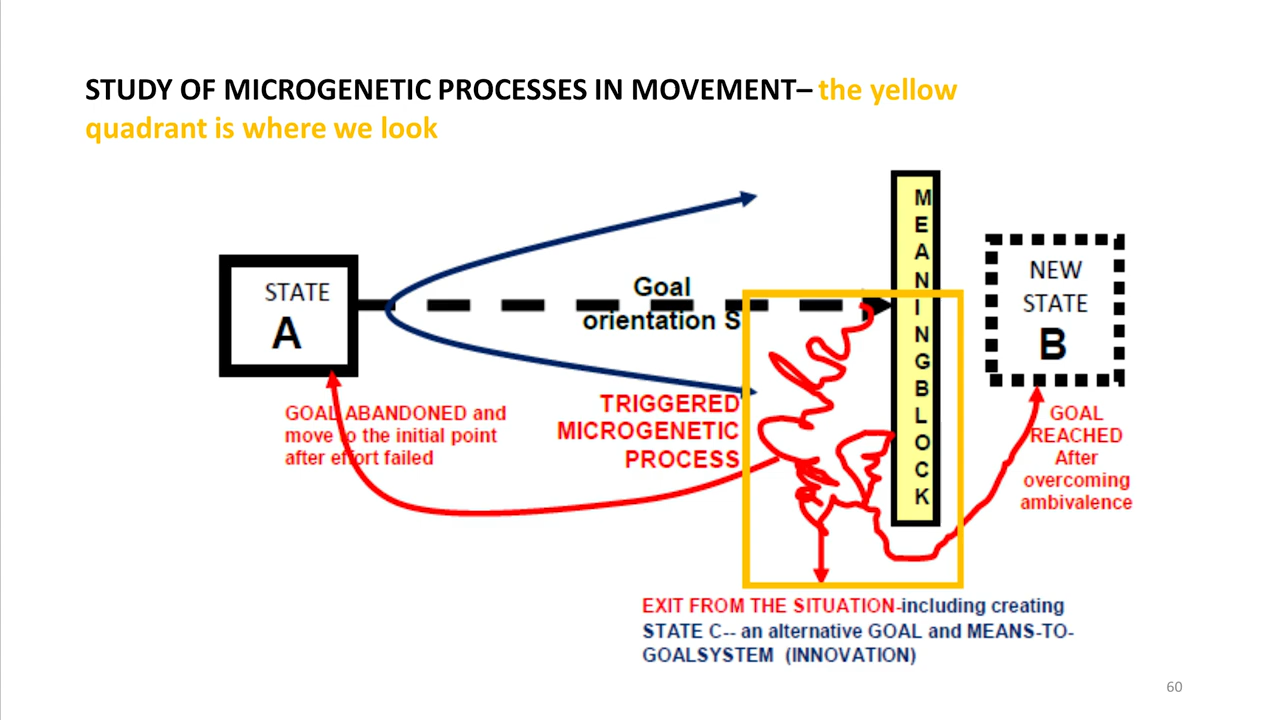 STUDY OF MICROGENETIC PROCESSES IN MOVEMENT– the yellow
quadrant is where we look
STATE
A
Goal
orientation S
MEANINGBLOCK
NEW
STATE
B
GOAL ABANDONED and
move to the initial point
after effort failed
TRIGGERED
MICROGENETIC
PROCESS
GOAL
REACHED
After
overcoming
ambivalence
EXIT FROM THE SITUATION-including creating
STATE C-- an alternative GOAL and MEANS-TO-
GOALSYSTEM (INNOVATION)
60